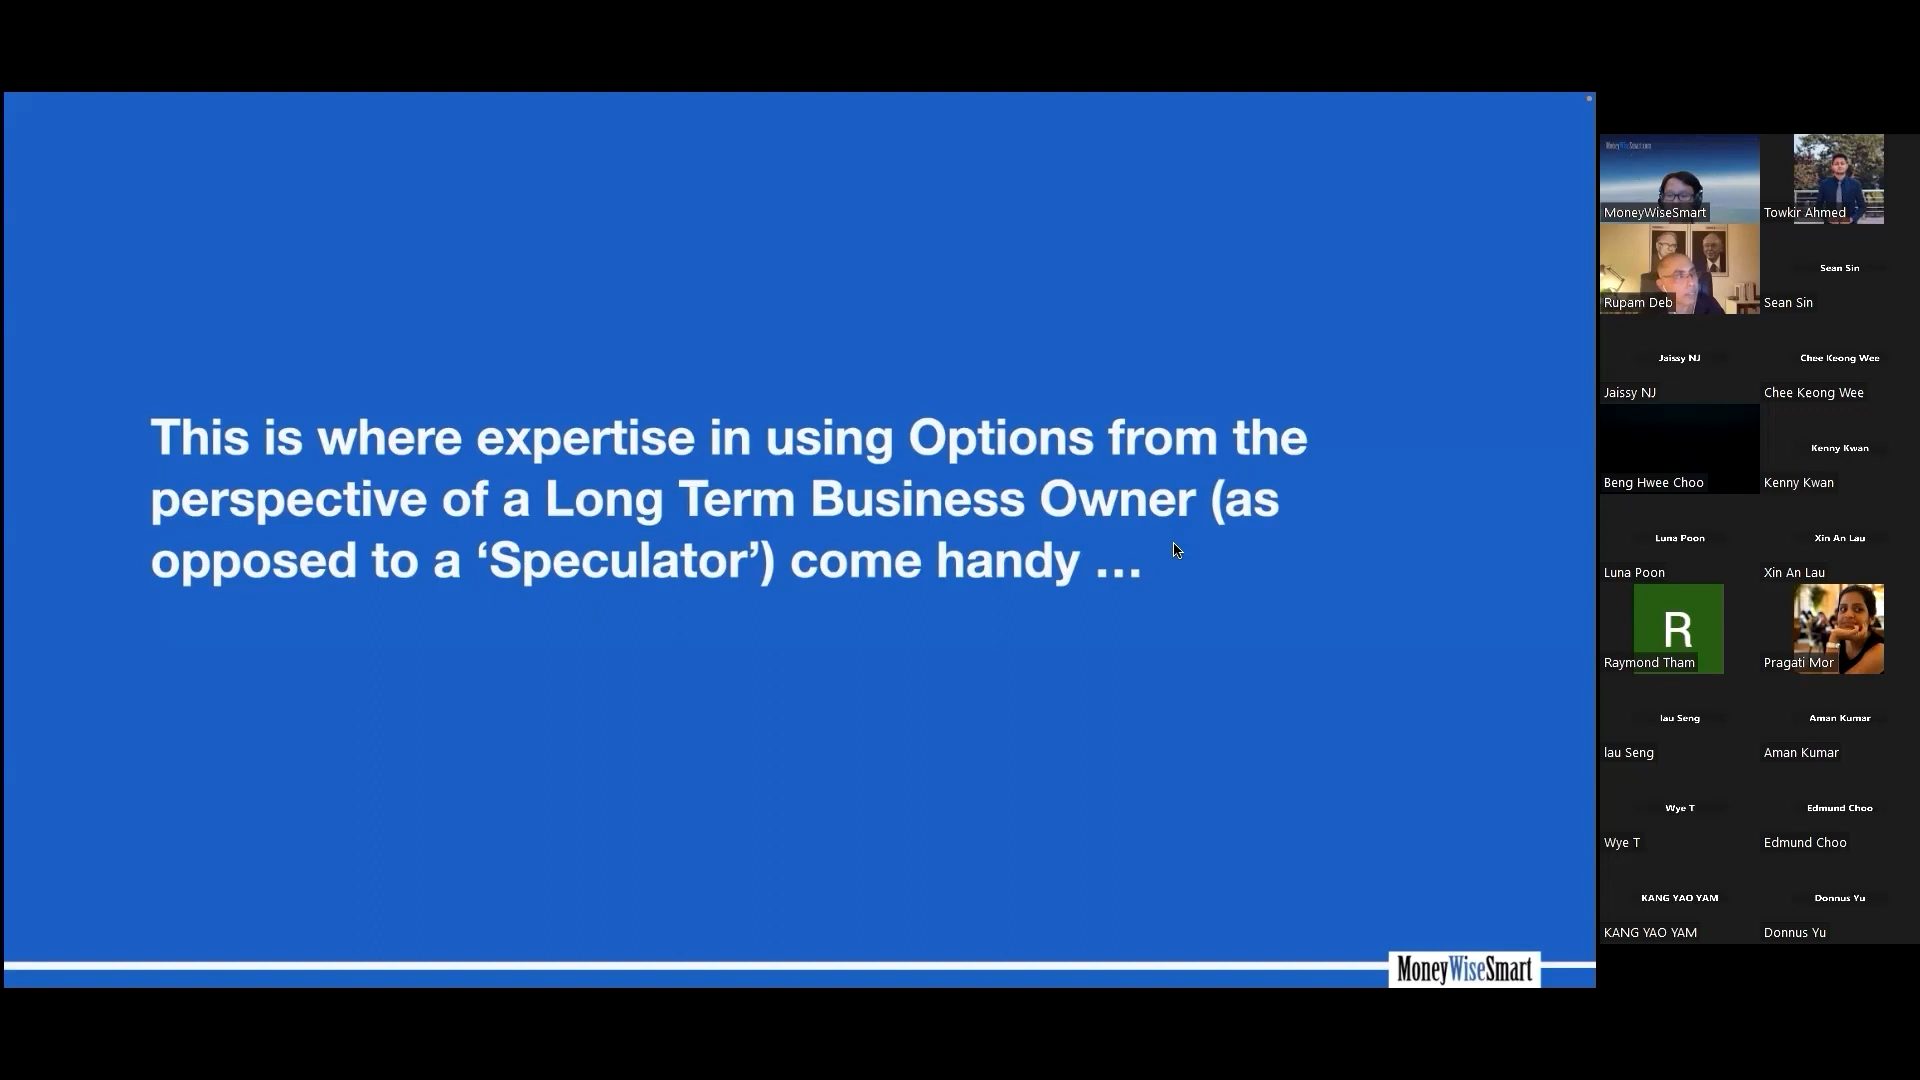 This is where expertise in using Options from the
perspective of a Long Term Business Owner (as
opposed to a ‘Speculator’) come handy ...
MoneyWiseSmart
MoneyWiseSmart.com
MoneyWiseSmart
Towkir Ahmed
Rupam Deb
Sean Sin
Sean Sin
Jaissy NJ
Jaissy NJ
Chee Keong Wee
Chee Keong Wee
Beng Hwee Choo
Kenny Kwan
Kenny Kwan
Luna Poon
Luna Poon
Xin An Lau
Xin An Lau
R
Raymond Tham
Pragati Mor
lau Seng
lau Seng
Aman Kumar
Aman Kumar
Wye T
Wye T
Edmund Choo
Edmund Choo
KANG YAO YAM
KANG YAO YAM
Donnus Yu
Donnus Yu